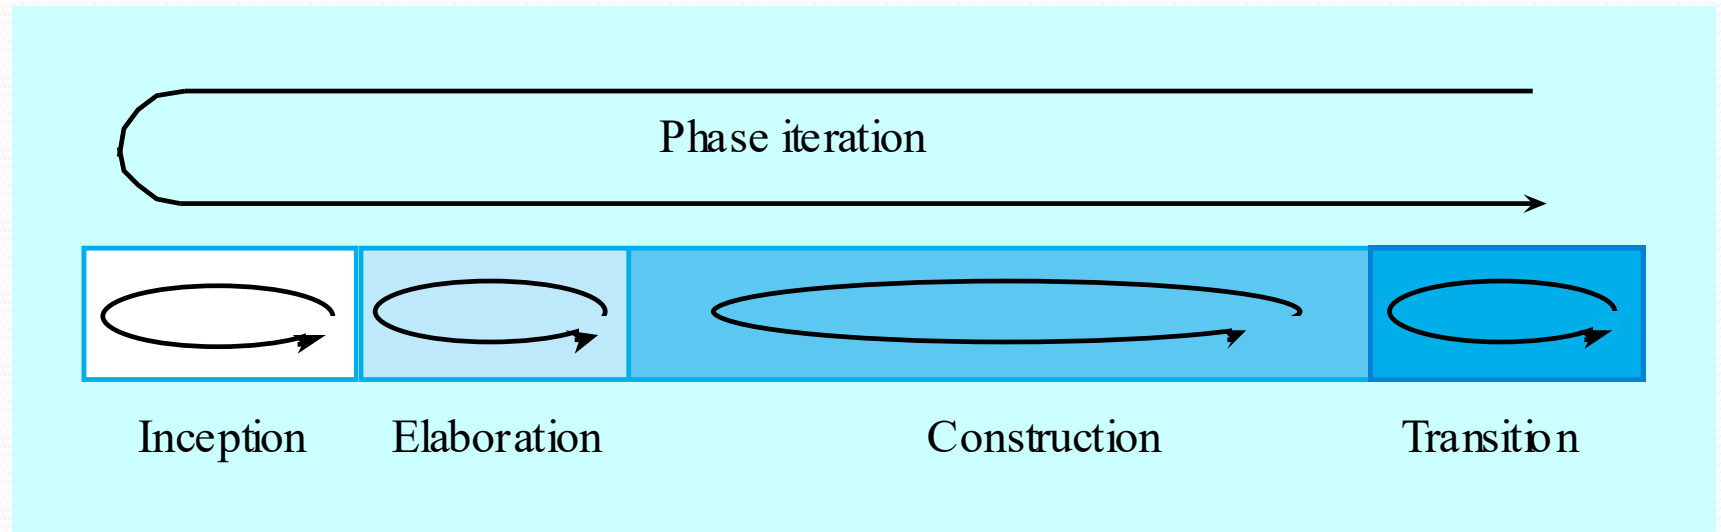 Phase iteration
Inception
Elaboration
Construction
Transition